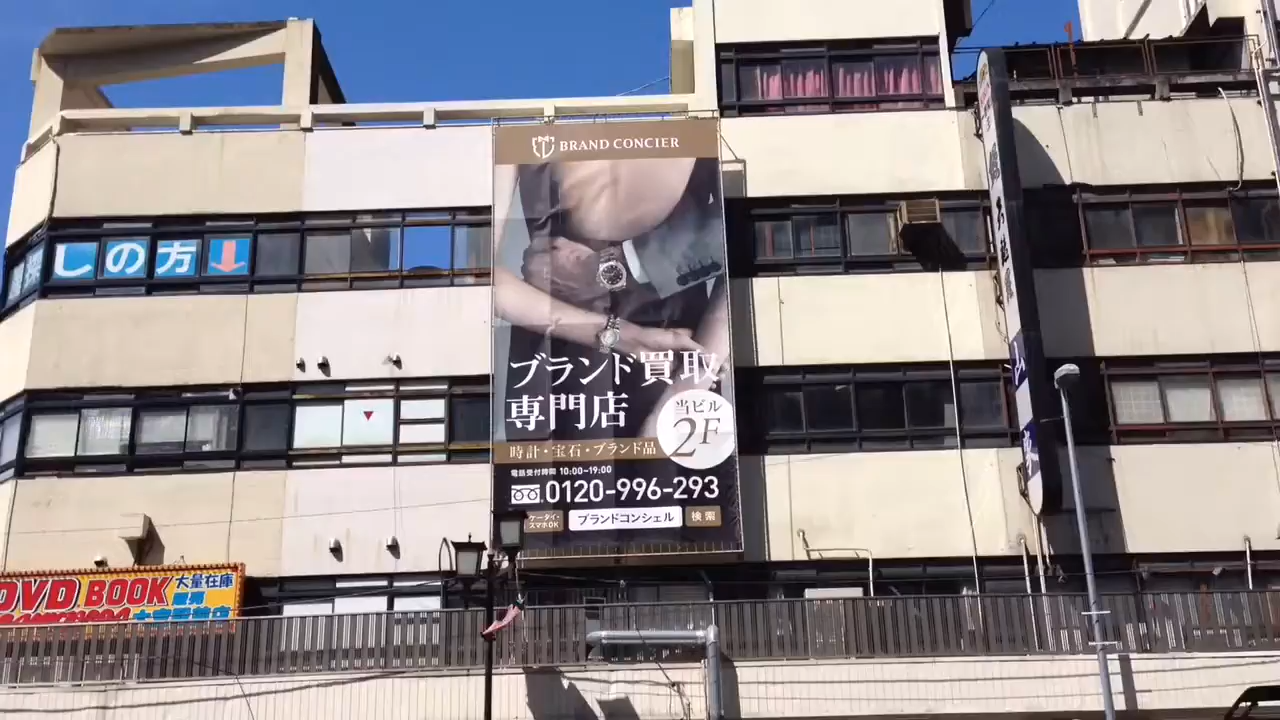 BRAND CONCIER
しの方
ブランド買取
専門店
当ビル
2F
時計・宝石・ブランド品
電話受付時間 10:00~19:00
0120-996-293
ケータイ・
スマホOK
ブランドコンシェル
検索
DVD BOOK
大量在庫